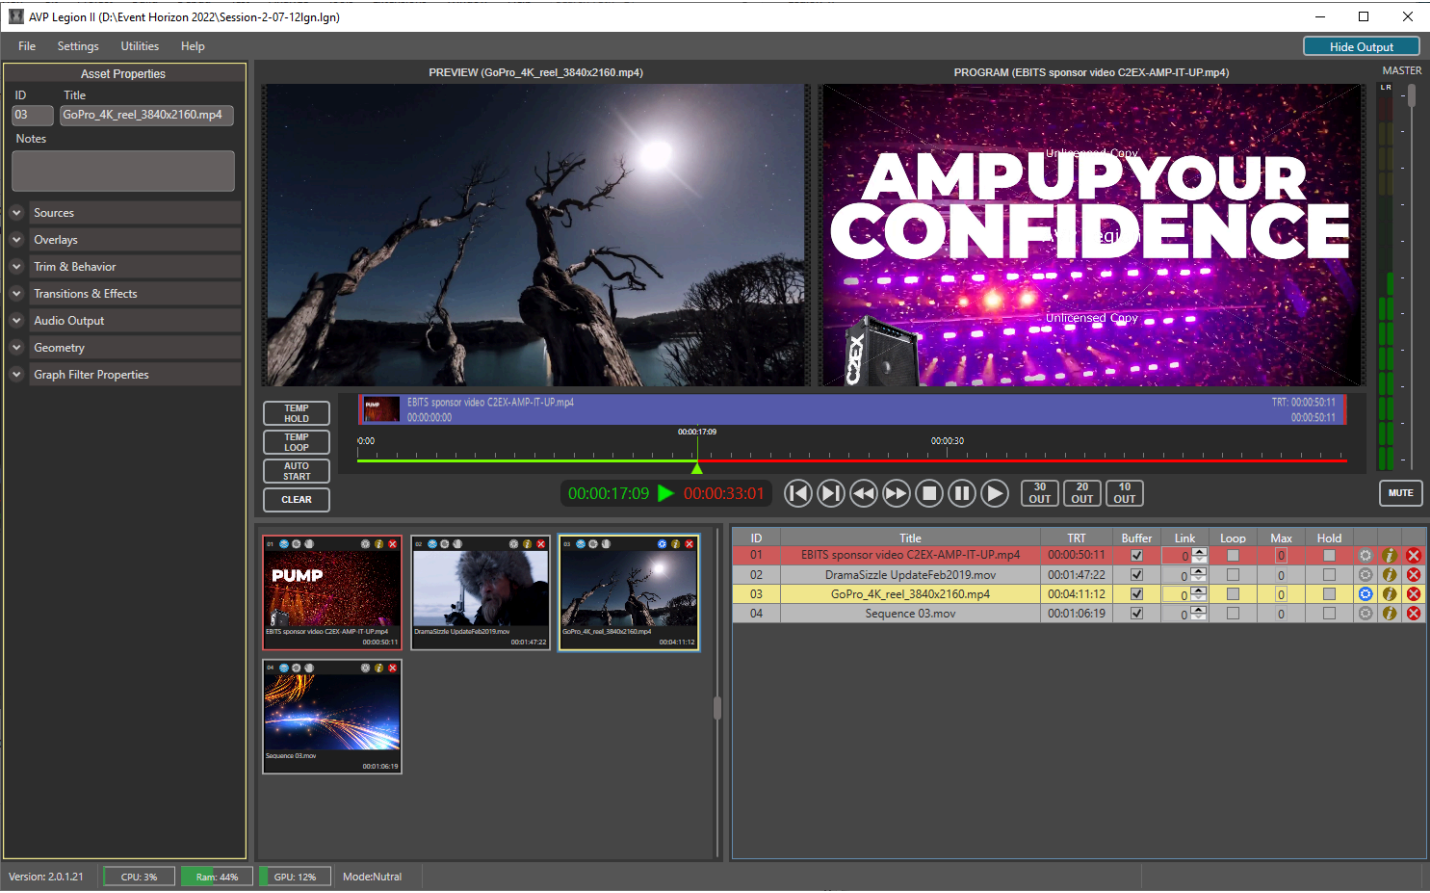 AVP Legion II (D:\Event Horizon 2022\Session-2-07-12lgn.lgn)
File Settings Utilities Help
Hide Output
Asset Properties
ID Title
03 GoPro_4K_reel_3840x2160.mp4
Notes
Sources
Overlays
Trim & Behavior
Transitions & Effects
Audio Output
Geometry
Graph Filter Properties
PREVIEW (GoPro_4K_reel_3840x2160.mp4)
PROGRAM (EBITS sponsor video C2EX-AMP-IT-UP.mp4)
MASTER
L R
Unlicensed Copy
AMPUPYOUR
CONFIDENCE
Unlicensed Copy
C2EX
TEMP
HOLD
TEMP
LOOP
AUTO
START
CLEAR
EBITS sponsor video C2EX-AMP-IT-UP.mp4 TRT: 00:00:50:11
00:00:00:00 00:00:50:11
00:00:17:09
0:00 00:00:30
00:00:17:09 00:00:33:01
30
OUT
20
OUT
10
OUT
MUTE
01
PUMP
EBITS sponsor video C2EX-AMP-IT-UP.mp4
00:00:50:11
02
DramaSizzle UpdateFeb2019.mov
00:01:47:22
03
GoPro_4K_reel_3840x2160.mp4
00:04:11:12
04
Sequence 03.mov
00:01:06:19
ID Title TRT Buffer Link Loop Max Hold
01 EBITS sponsor video C2EX-AMP-IT-UP.mp4 00:00:50:11 0 0
02 DramaSizzle UpdateFeb2019.mov 00:01:47:22 0 0
03 GoPro_4K_reel_3840x2160.mp4 00:04:11:12 0 0
04 Sequence 03.mov 00:01:06:19 0 0
Version: 2.0.1.21 CPU: 3% Ram: 44% GPU: 12% Mode:Nutral